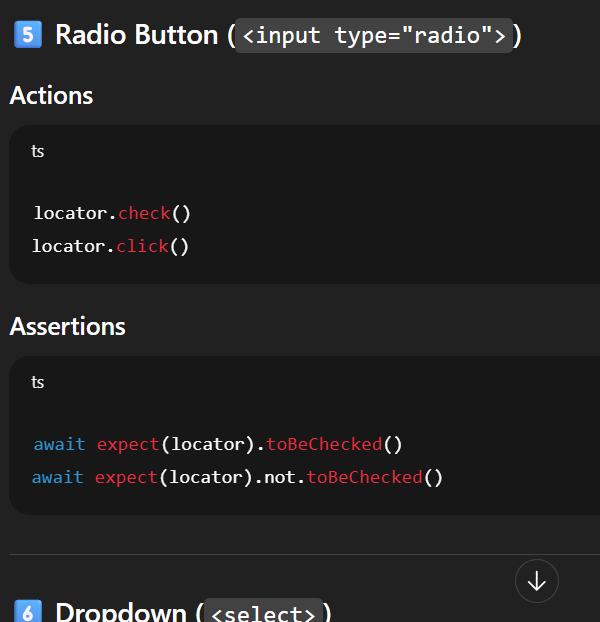 5 Radio Button (<input type="radio">)
Actions
ts
locator.check()
locator.click()
Assertions
ts
await expect(locator).toBeChecked()
await expect(locator).not.toBeChecked()
6 Dropdown (<select>)